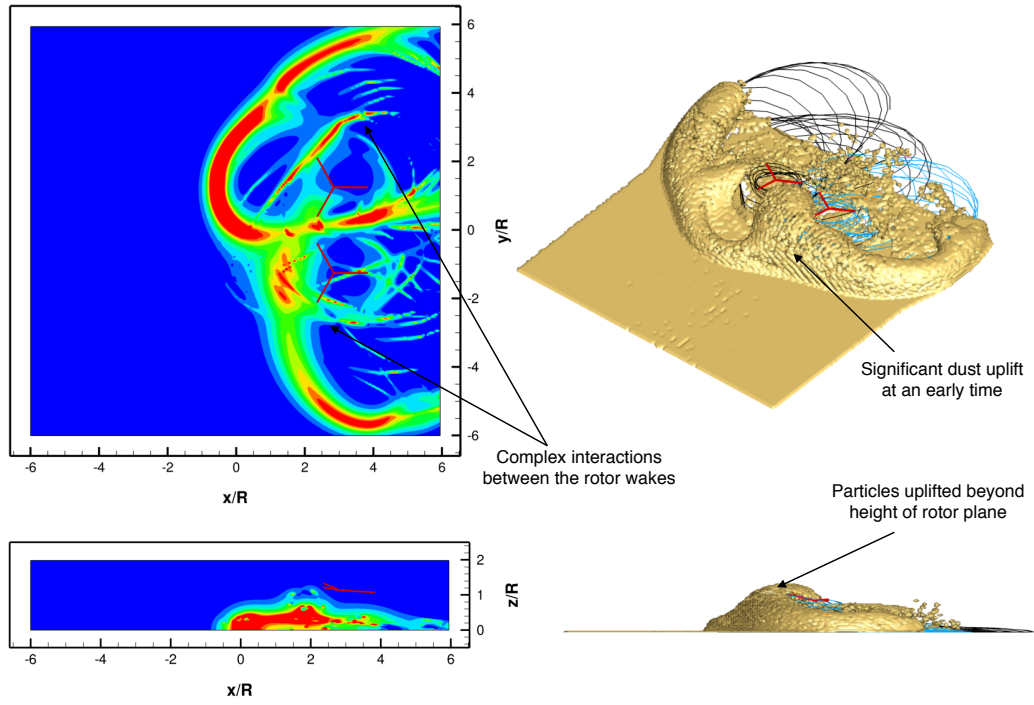 6
4
2
0
-2
-4
-6
y/R
-6
-4
-2
0
2
4
6
x/R
Significant dust uplift
at an early time
Complex interactions
between the rotor wakes
Particles uplifted beyond
height of rotor plane
2
1
0
z/R
-6
-4
-2
0
2
4
6
x/R